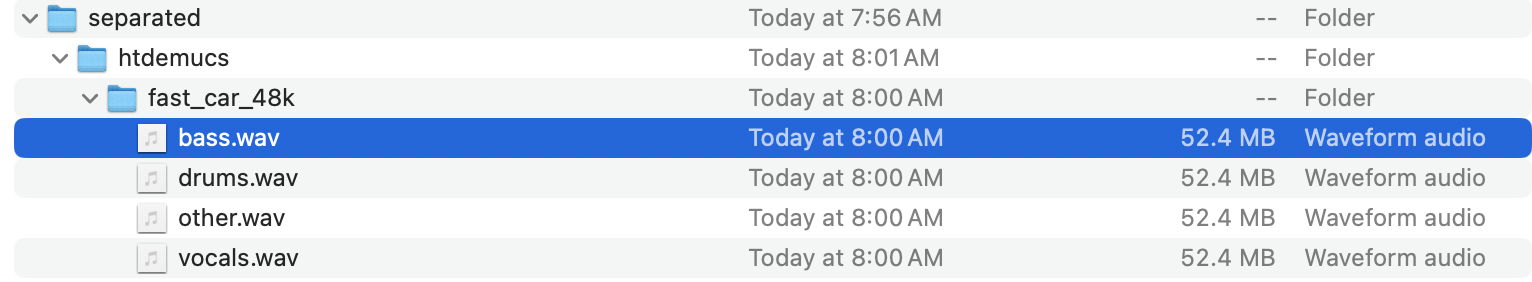 separated Today at 7:56 AM -- Folder
htdemucs Today at 8:01 AM -- Folder
fast_car_48k Today at 8:00 AM -- Folder
bass.wav Today at 8:00 AM 52.4 MB Waveform audio
drums.wav Today at 8:00 AM 52.4 MB Waveform audio
other.wav Today at 8:00 AM 52.4 MB Waveform audio
vocals.wav Today at 8:00 AM 52.4 MB Waveform audio